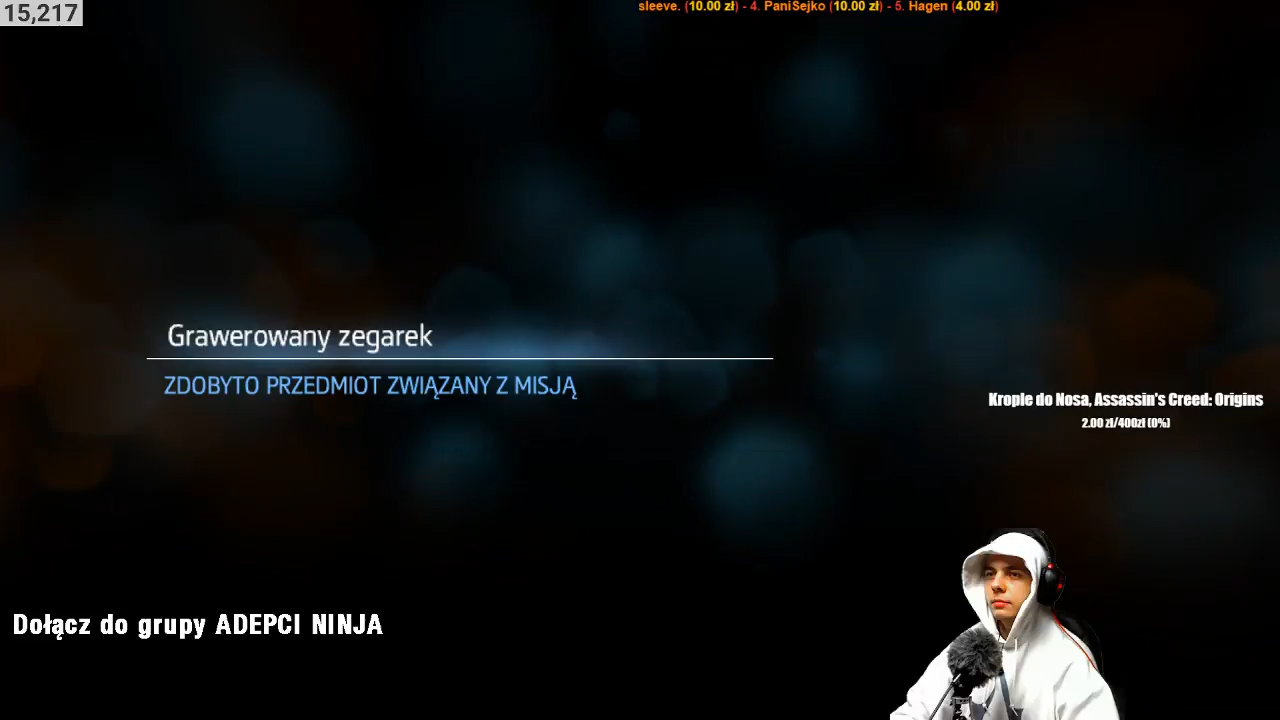 15,217
sleeve. (10.00 zł) - 4. PaniSejko (10.00 zł) - 5. Hagen (4.00 zł)
Grawerowany zegarek
ZDOBYTO PRZEDMIOT ZWIĄZANY Z MISJĄ
Krople do Nosa, Assassin's Creed: Origins
2.00 zł/400zł (0%)
Dołącz do grupy ADEPCI NINJA